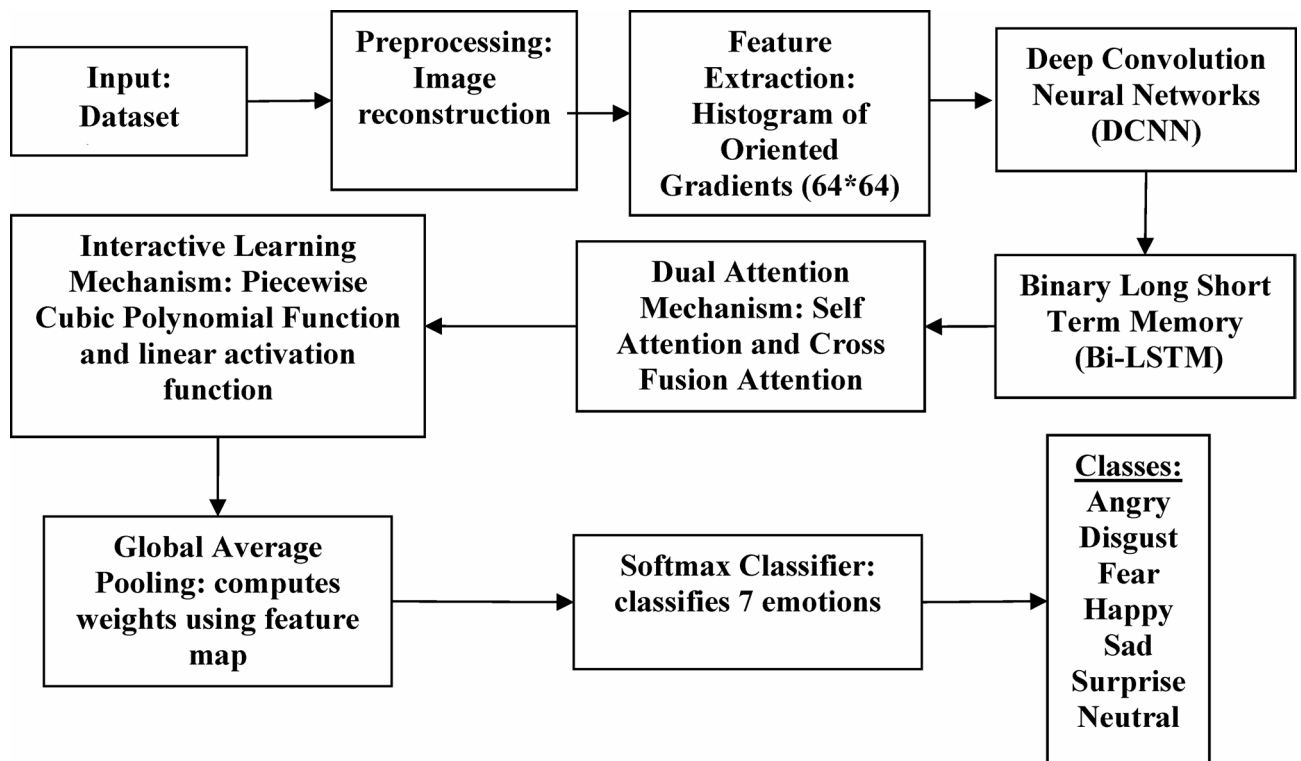 Input:
Dataset
Preprocessing:
Image
reconstruction
Feature
Extraction:
Histogram of
Oriented
Gradients (64*64)
Deep Convolution
Neural Networks
(DCNN)
Binary Long Short
Term Memory
(Bi-LSTM)
Dual Attention
Mechanism: Self
Attention and Cross
Fusion Attention
Interactive Learning
Mechanism: Piecewise
Cubic Polynomial Function
and linear activation
function
Global Average
Pooling: computes
weights using feature
map
Softmax Classifier:
classifies 7 emotions
Classes:
Angry
Disgust
Fear
Happy
Sad
Surprise
Neutral